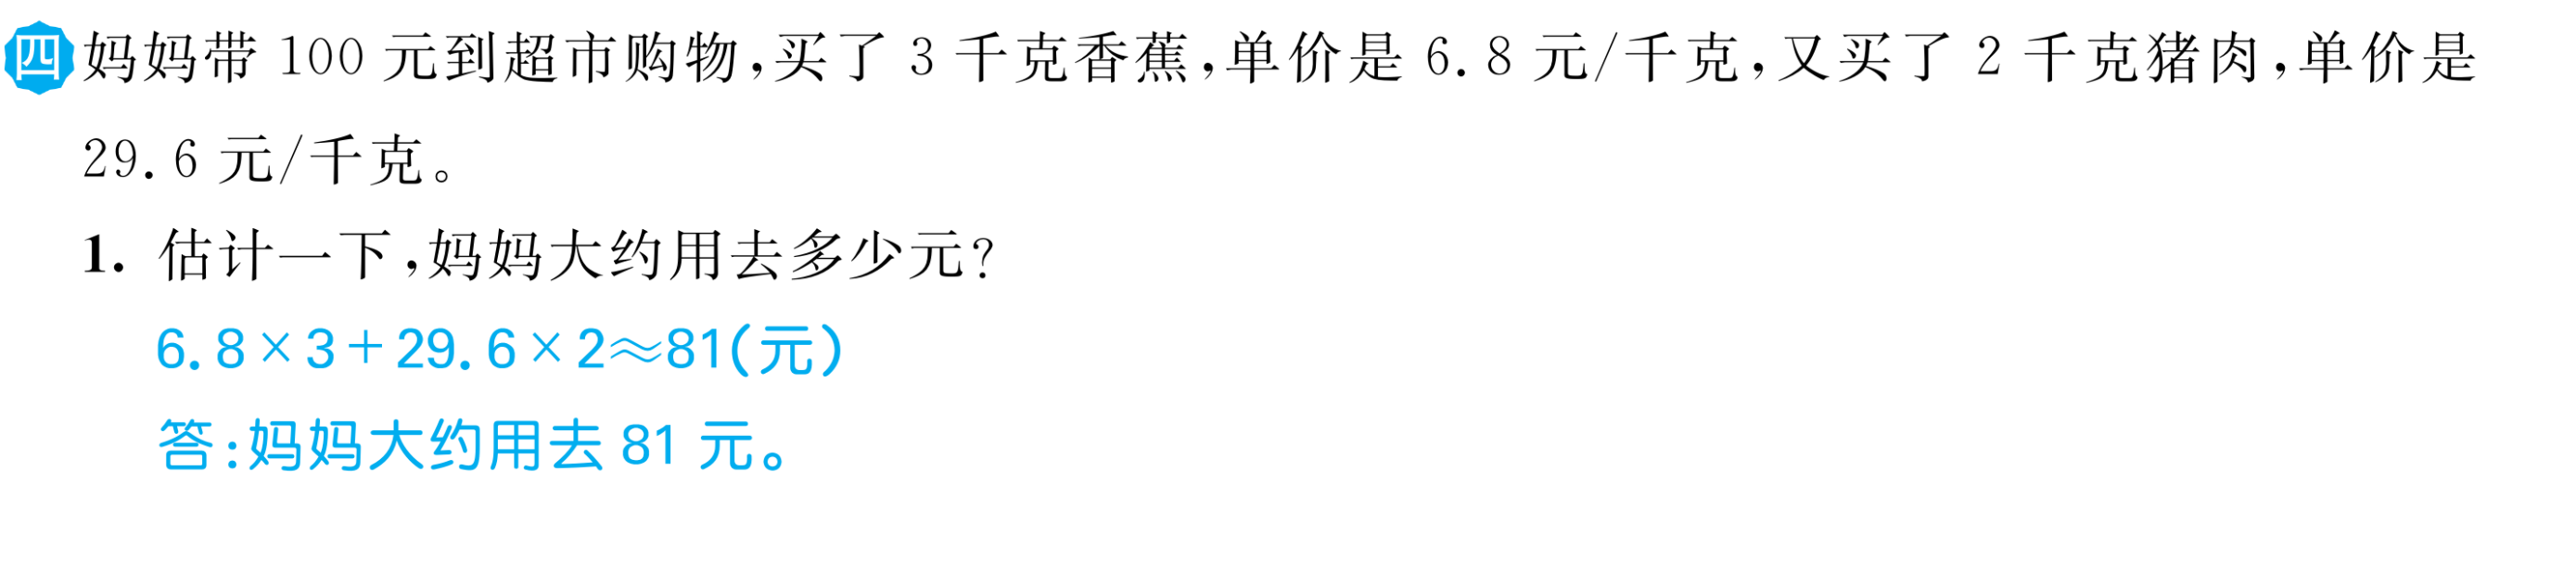 四 妈妈带 100 元到超市购物,买了 3 千克香蕉,单价是 6.8 元/千克,又买了 2 千克猪肉,单价是
29.6 元/千克。
1. 估计一下,妈妈大约用去多少元?
6.8×3+29.6×2≈81(元)
答:妈妈大约用去 81 元。